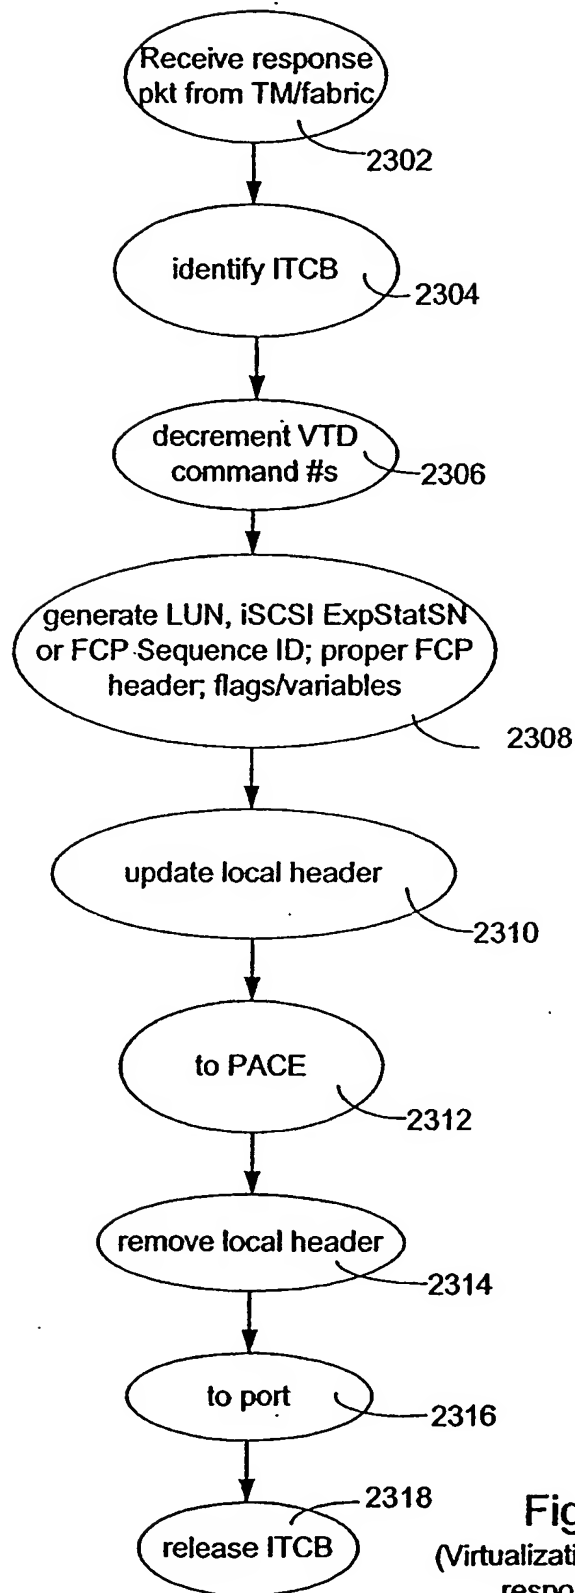 Receive response
pkt from TM/fabric
2302
identify ITCB
2304
decrement VTD
command #s
2306
generate LUN, iSCSI ExpStatSN
or FCP Sequence ID; proper FCP
header; flags/variables
2308
update local header
2310
to PACE
2312
remove local header
2314
to port
2316
2318
release ITCB